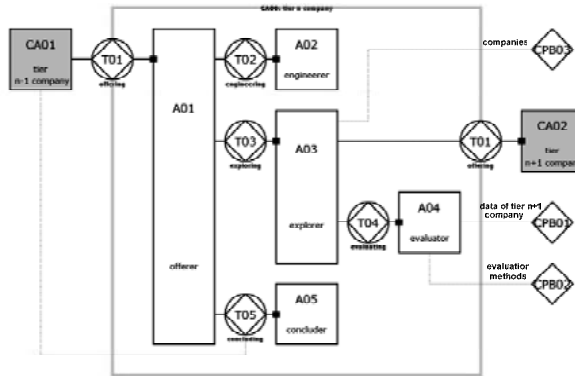 CA00: tier n company
CA01
tier
n-1 company
T01
offering
A01
offerer
T02
engineering
A02
engineerer
companies
CPB03
T03
exploring
A03
explorer
T01
offering
CA02
tier
n+1 company
T04
evaluating
A04
evaluator
data of tier n+1
company
CPB01
evaluation
methods
CPB02
T05
concluding
A05
concluder